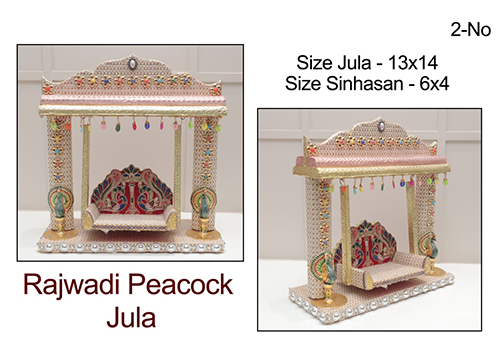 2-No
Size Jula - 13x14
Size Sinhasan - 6x4
Rajwadi Peacock
Jula